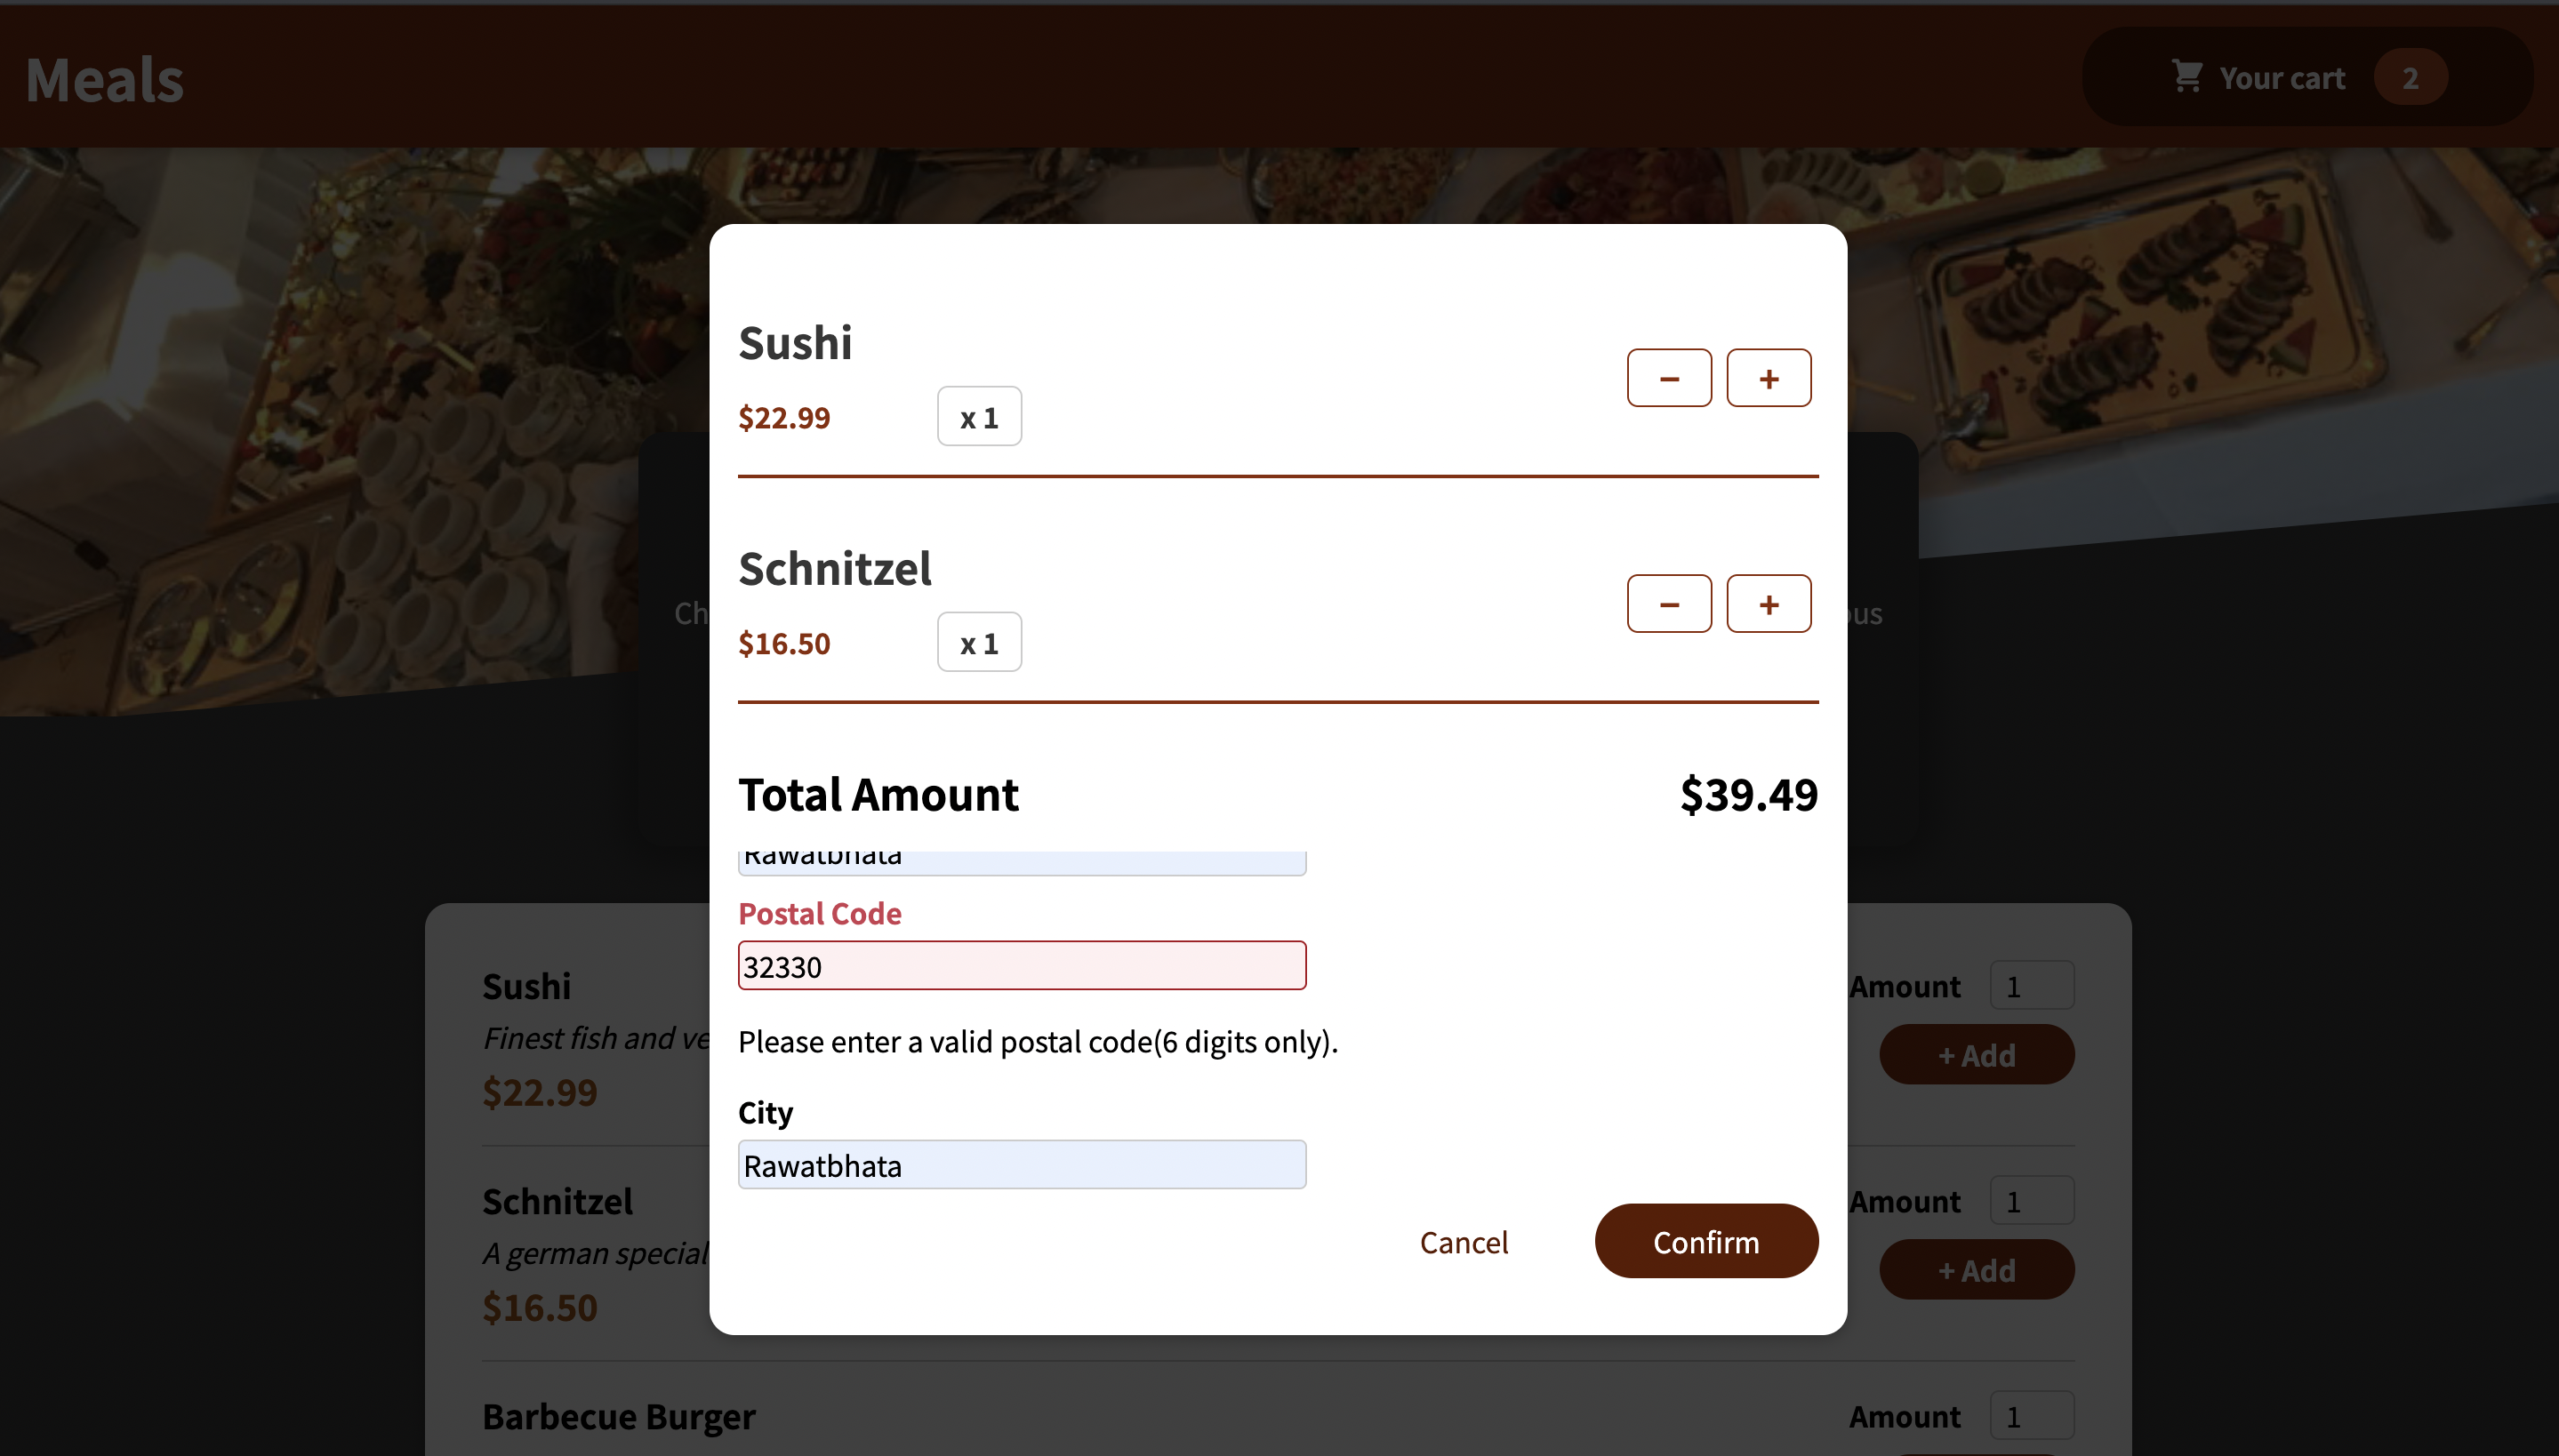 Meals
Your cart 2
Sushi
− +
$22.99 x 1
Schnitzel
− +
$16.50 x 1
Total Amount $39.49
Rawatbhata
Postal Code
32330
Please enter a valid postal code(6 digits only).
City
Rawatbhata
Cancel Confirm
Ch
ous
Sushi Amount 1
Finest fish and ve
+ Add
$22.99
Schnitzel Amount 1
A german special
+ Add
$16.50
Barbecue Burger Amount 1